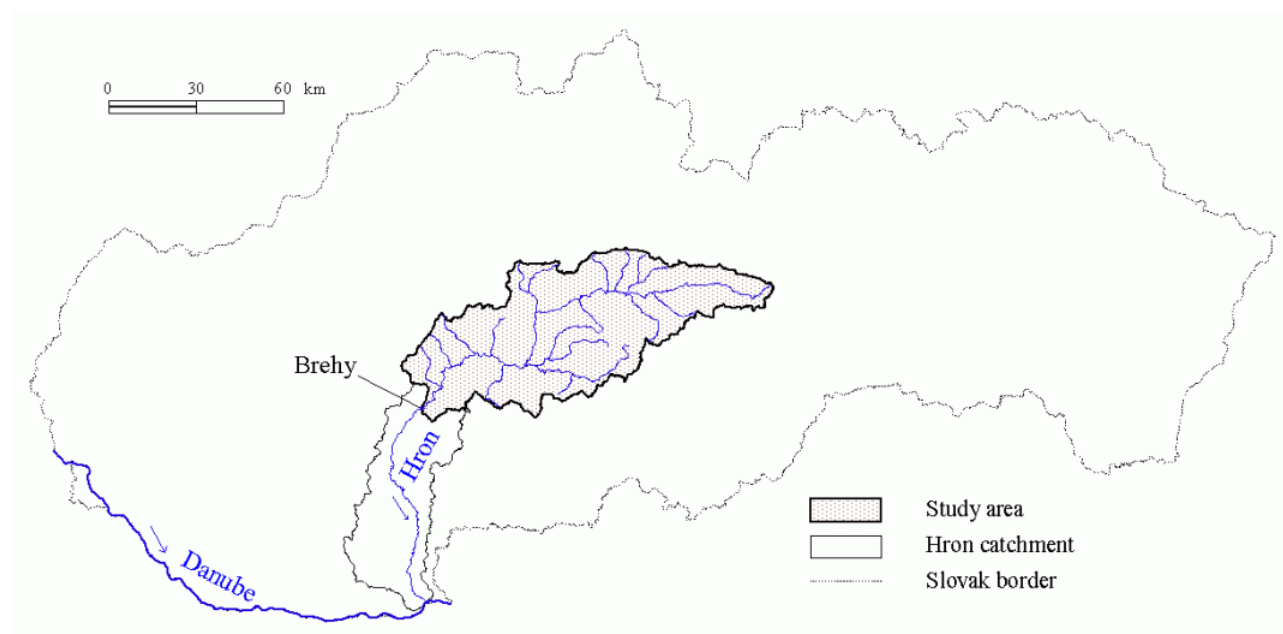 0 30 60 km
Brehy
Hron
Danube
Study area
Hron catchment
Slovak border